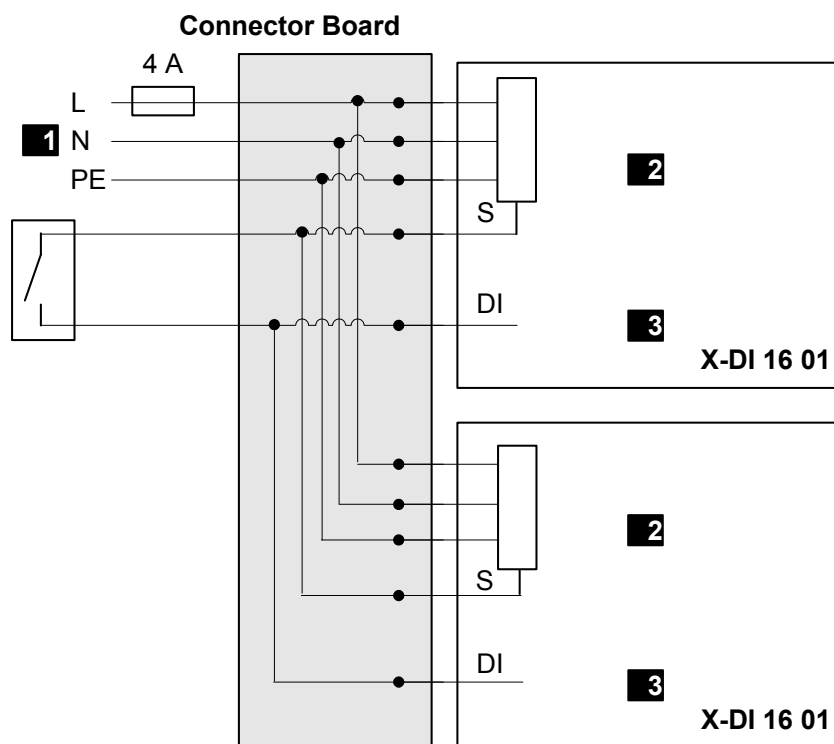 Connector Board
4 A
L
1 N
PE
2
S
DI
3
X-DI 16 01
2
S
DI
3
X-DI 16 01